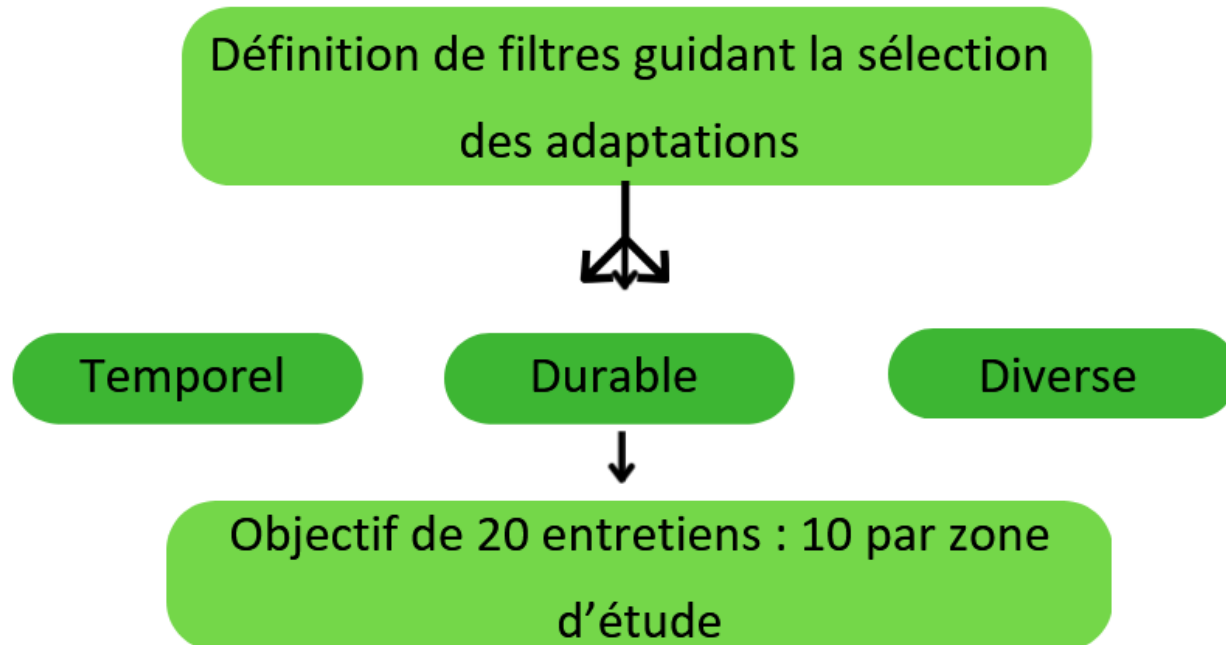 Définition de filtres guidant la sélection
des adaptations
Temporel
Durable
Diverse
Objectif de 20 entretiens : 10 par zone
d’étude